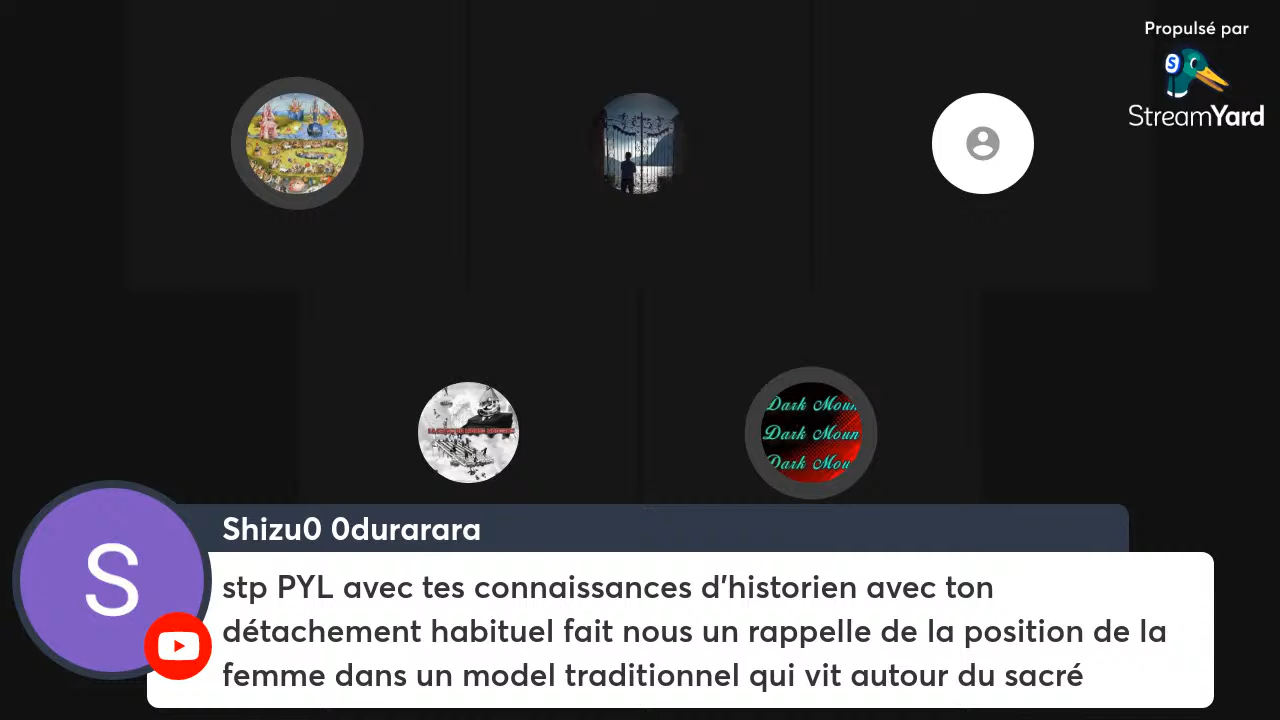 Propulsé par
StreamYard
Dark Moun
Dark Moun
Dark Mou
Shizu0 0durarara
S
stp PYL avec tes connaissances d'historien avec ton
détachement habituel fait nous un rappelle de la position de la
femme dans un model traditionnel qui vit autour du sacré